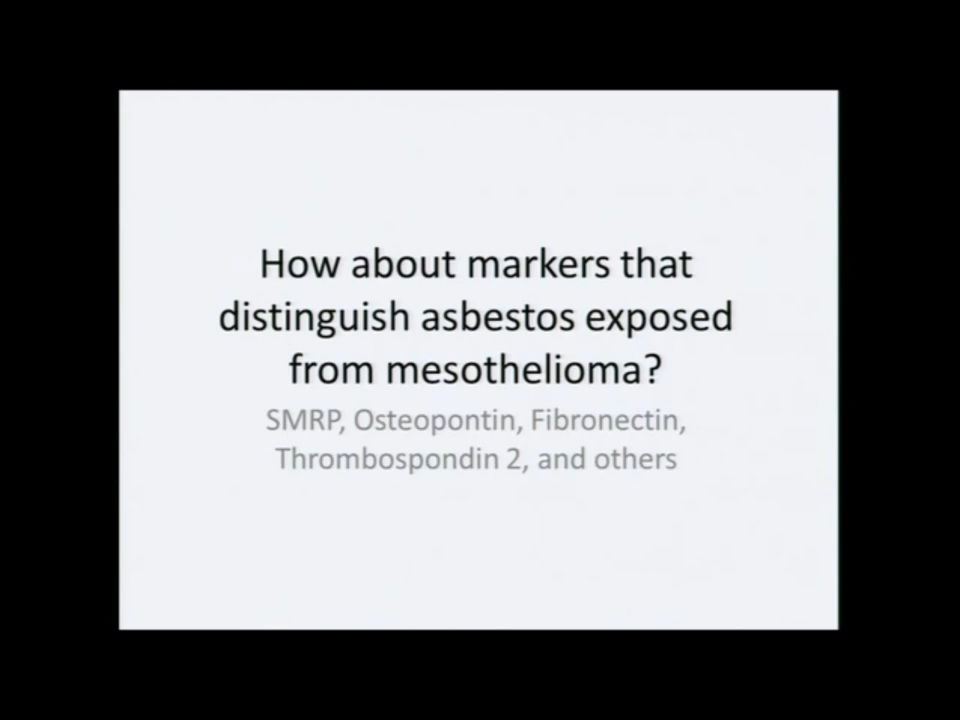 How about markers that
distinguish asbestos exposed
from mesothelioma?
SMRP, Osteopontin, Fibronectin,
Thrombospondin 2, and others